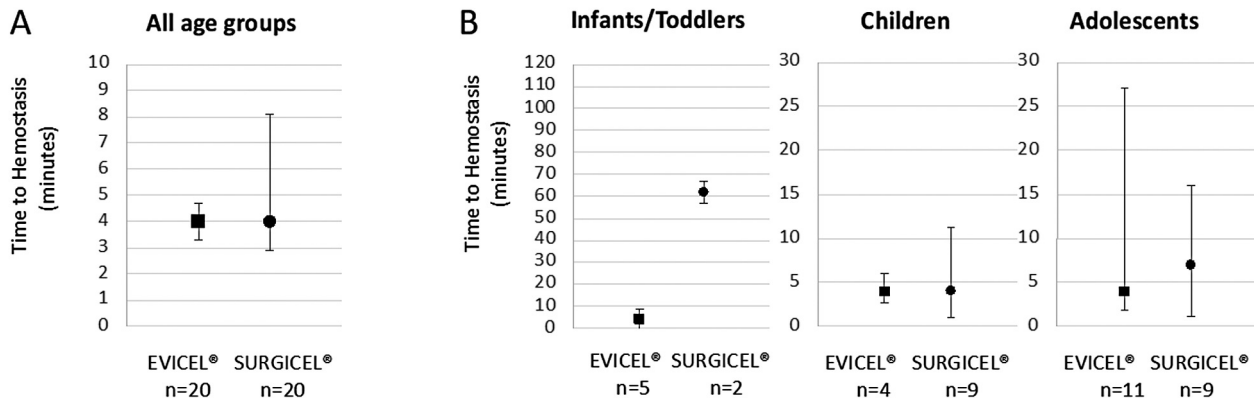 A
All age groups
Time to Hemostasis
(minutes)
10
9
8
7
6
5
4
3
2
1
0
EVICEL® SURGICEL®
n=20 n=20
B
Infants/Toddlers
Time to Hemostasis
(minutes)
120
110
100
90
80
70
60
50
40
30
20
10
0
EVICEL® SURGICEL®
n=5 n=2
Children
30
25
20
15
10
5
0
EVICEL® SURGICEL®
n=4 n=9
Adolescents
30
25
20
15
10
5
0
EVICEL® SURGICEL®
n=11 n=9